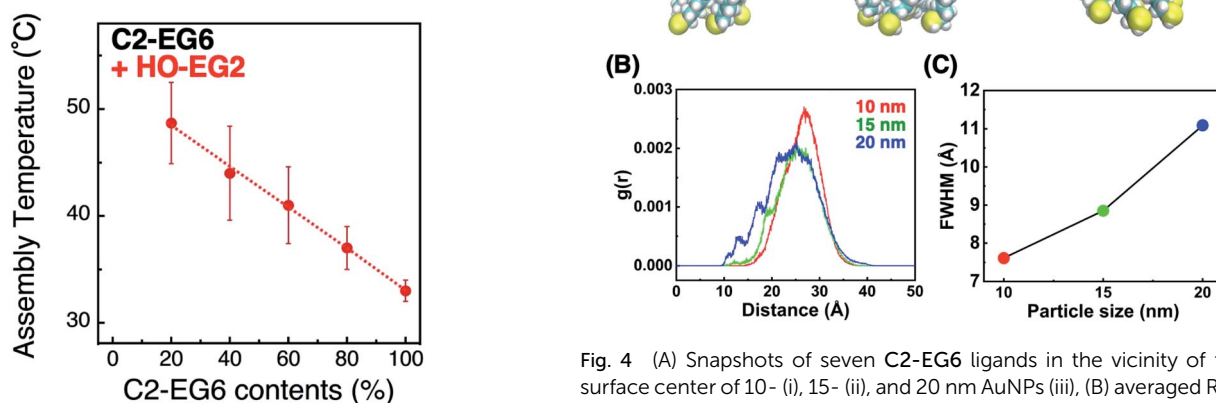 Assembly Temperature (°C)
C2-EG6
+ HO-EG2
50
40
30
0 20 40 60 80 100
C2-EG6 contents (%)
(B)
0.003
0.002
0.001
0.000
g(r)
10 nm
15 nm
20 nm
0 10 20 30 40 50
Distance (Å)
(C)
12
11
10
9
8
7
FWHM (Å)
10 15 20
Particle size (nm)
Fig. 4 (A) Snapshots of seven C2-EG6 ligands in the vicinity of
surface center of 10- (i), 15- (ii), and 20 nm AuNPs (iii), (B) averaged